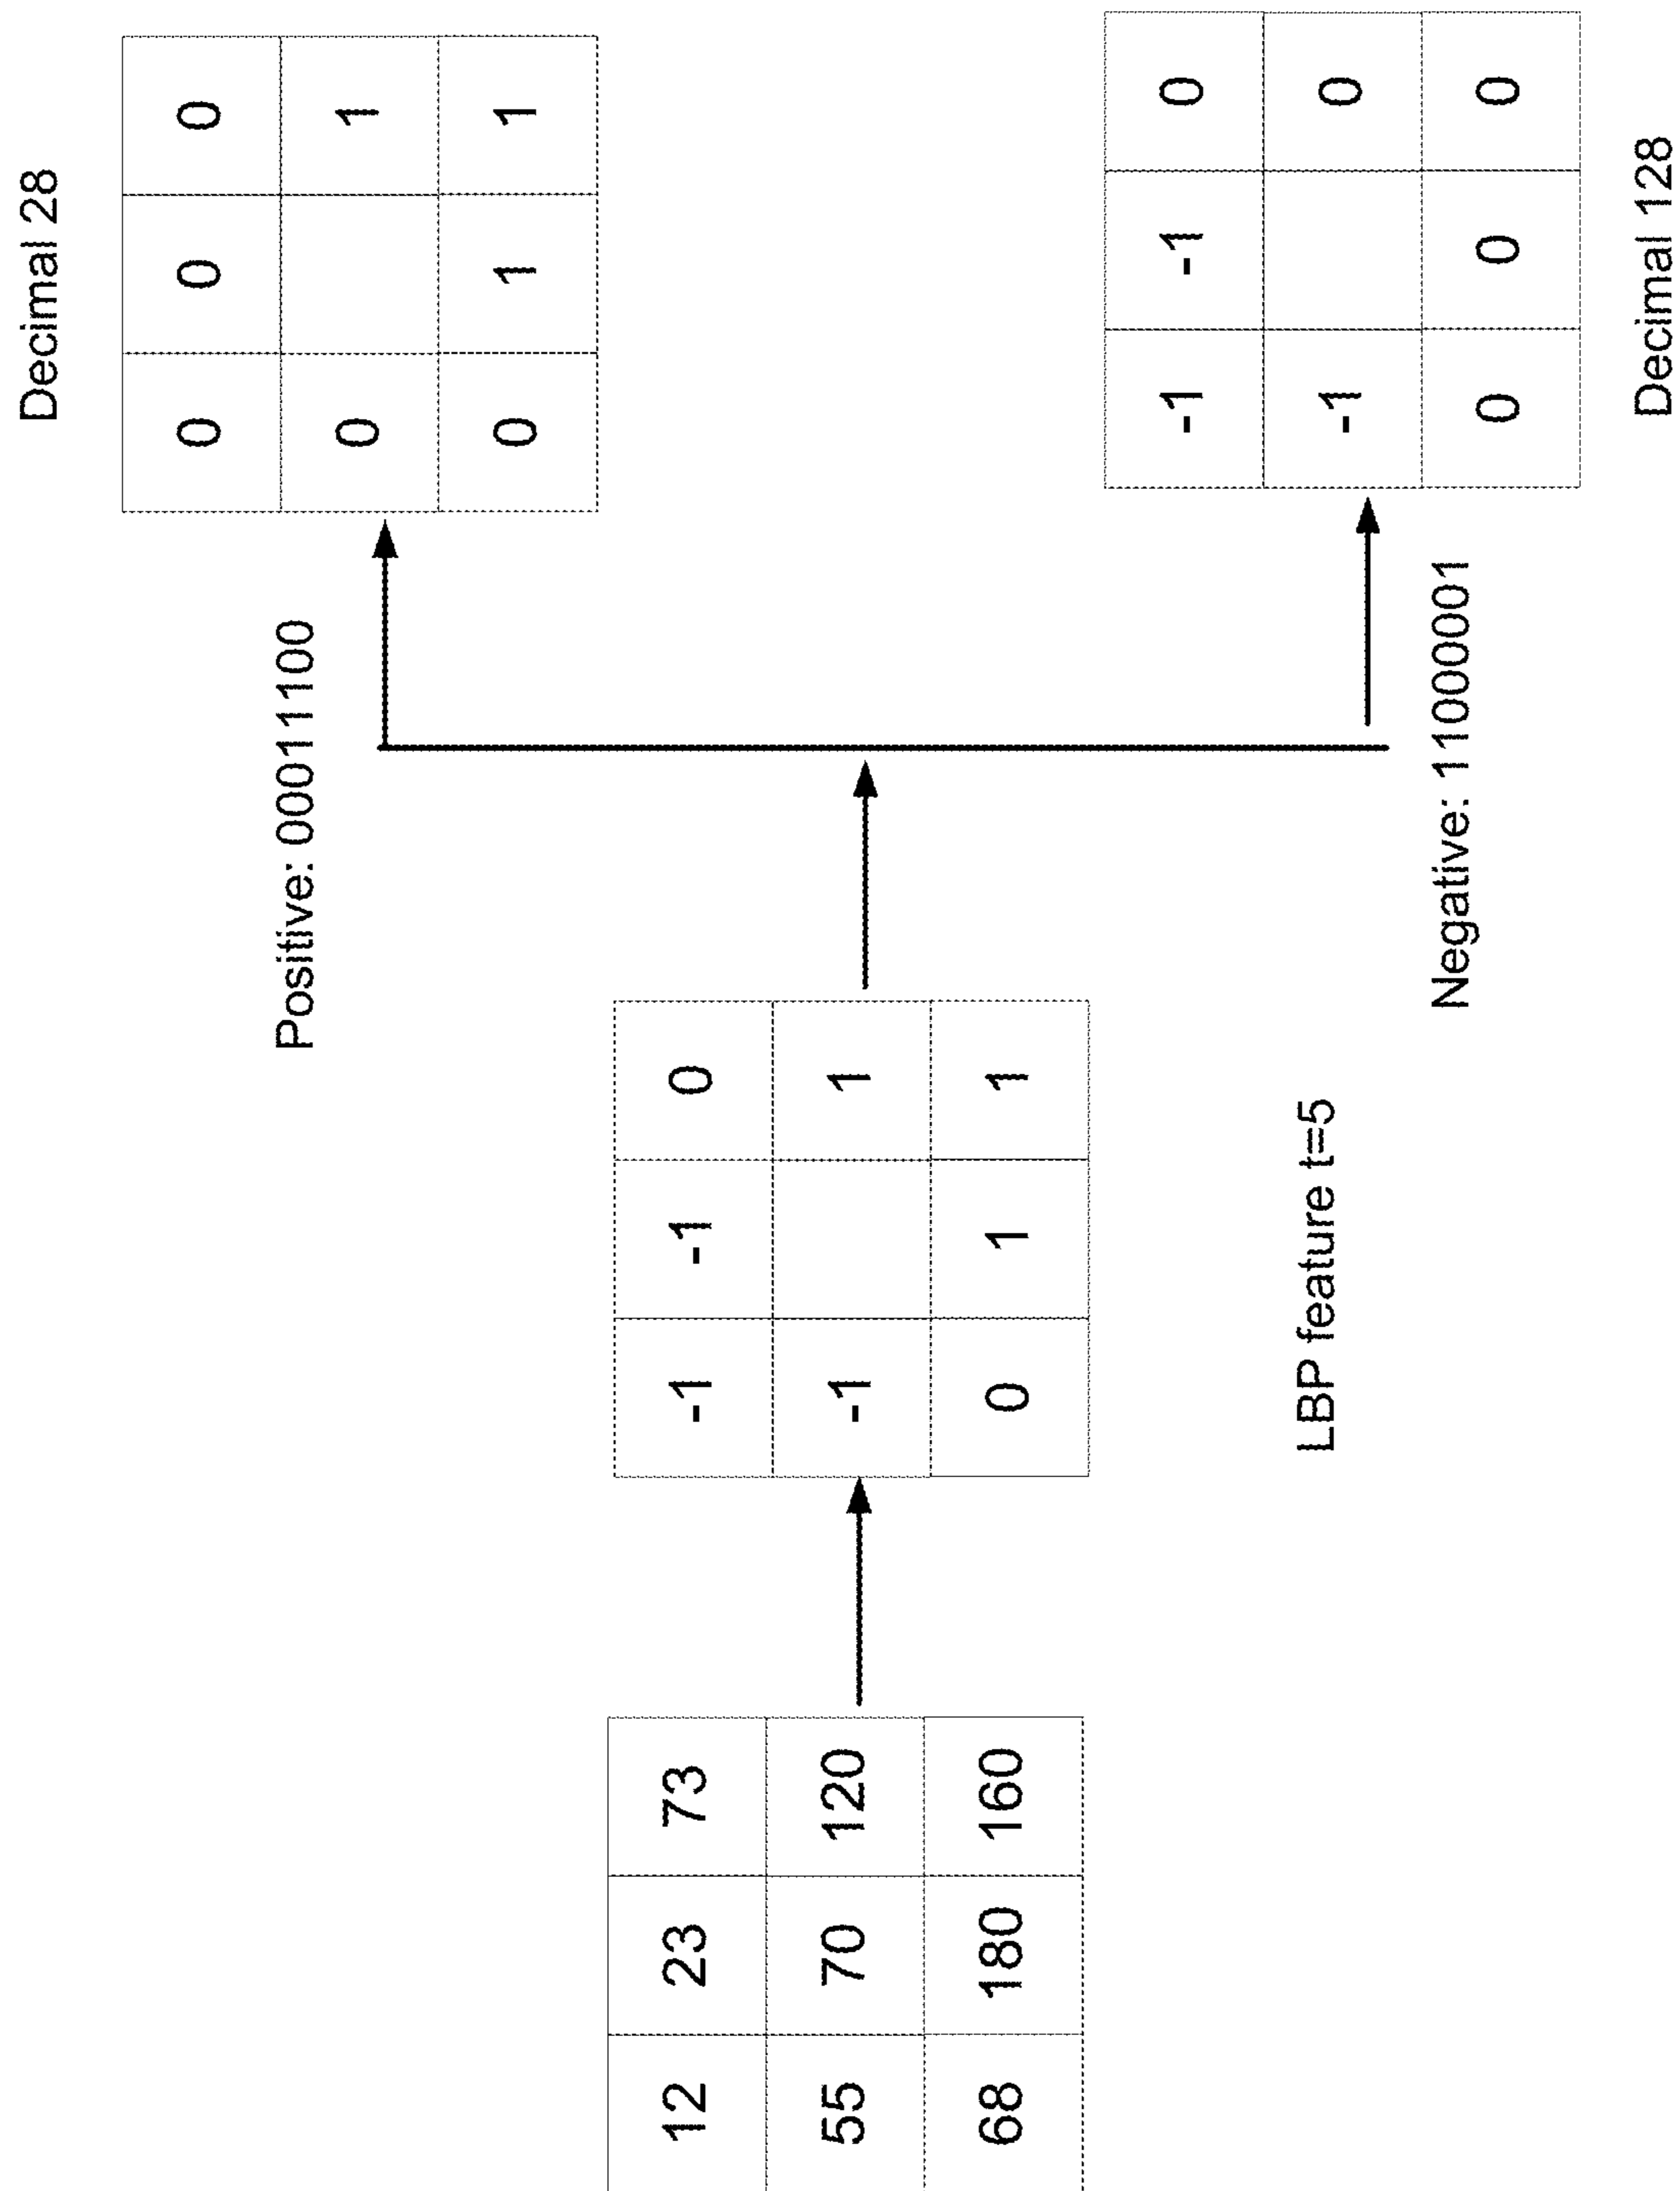 Decimal 28
0 0 0
0 1
0 1 1
Positive: 00011100
12 23 73
55 70 120
68 180 160
-1 -1 0
-1 1
0 1 1
LBP feature t=5
Negative: 11000001
-1 -1 0
-1 0
0 0 0
Decimal 128